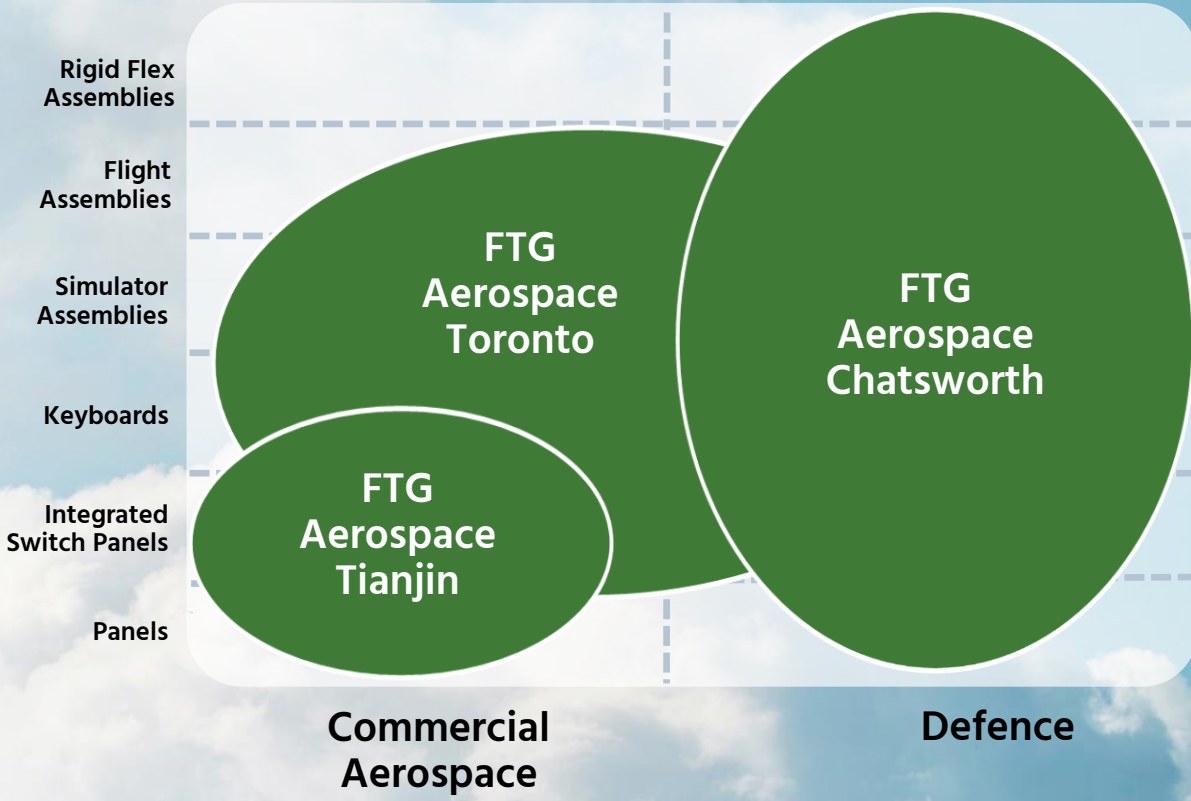 Rigid Flex
Assemblies
Flight
Assemblies
Simulator
Assemblies
Keyboards
Integrated
Switch Panels
Panels
FTG
Aerospace
Toronto
FTG
Aerospace
Chatsworth
FTG
Aerospace
Tianjin
Commercial
Aerospace
Defence